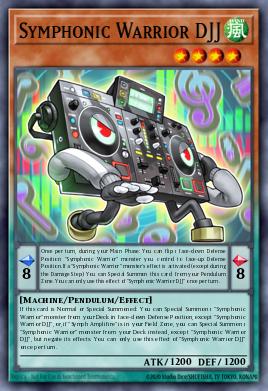 SYMPHONIC WARRIOR DJJ
WIND
風
Once per turn, during your Main Phase: You can flip 1 face-down Defense
Position "Symphonic Warrior" monster you control to face-up Defense
Position. If a "Symphonic Warrior" monster's effect is activated (except during
the Damage Step): You can Special Summon this card from your Pendulum
Zone. You can only use this effect of "Symphonic Warrior DJJ" once per turn.
8
8
[MACHINE/PENDULUM/EFFECT]
If this card is Normal or Special Summoned: You can Special Summon 1 "Symphonic
Warrior" monster from your Deck in face-down Defense Position, except "Symphonic
Warrior DJJ", or, if "Symph Amplifire" is in your Field Zone, you can Special Summon 1
"Symphonic Warrior" monster from your Deck instead, except "Symphonic Warrior
DJJ", but negate its effects. You can only use this effect of "Symphonic Warrior DJJ"
once per turn.
ATK/1200 DEF/1200